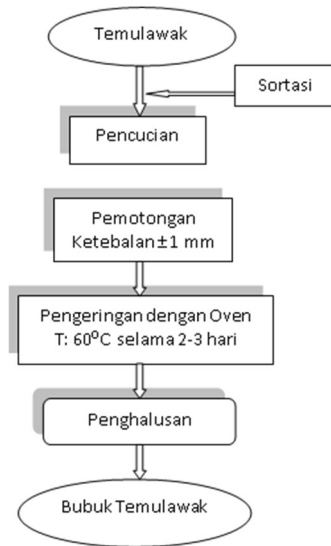 Temulawak
Sortasi
Pencucian
Pemotongan
Ketebalan ±1 mm
Pengeringan dengan Oven
T: 60⁰C selama 2-3 hari
Penghalusan
Bubuk Temulawak